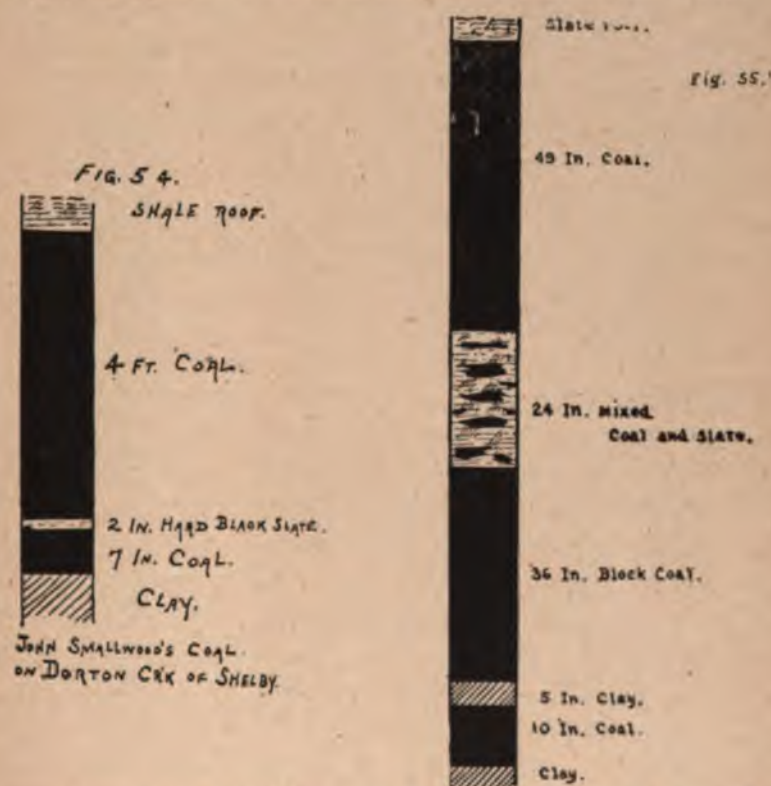 FIG. 54.
SHALE ROOF.
4 FT. COAL.
2 IN. HARD BLACK SLATE.
7 IN. COAL.
CLAY.
JOHN SMALLWOOD'S COAL
ON DORTON CRK OF SHELBY.
Slate
Fig. 55.
49 In. Coal.
24 In. Mixed
Coal and Slate.
36 In. Block Coal.
5 In. Clay.
10 In. Coal.
Clay.